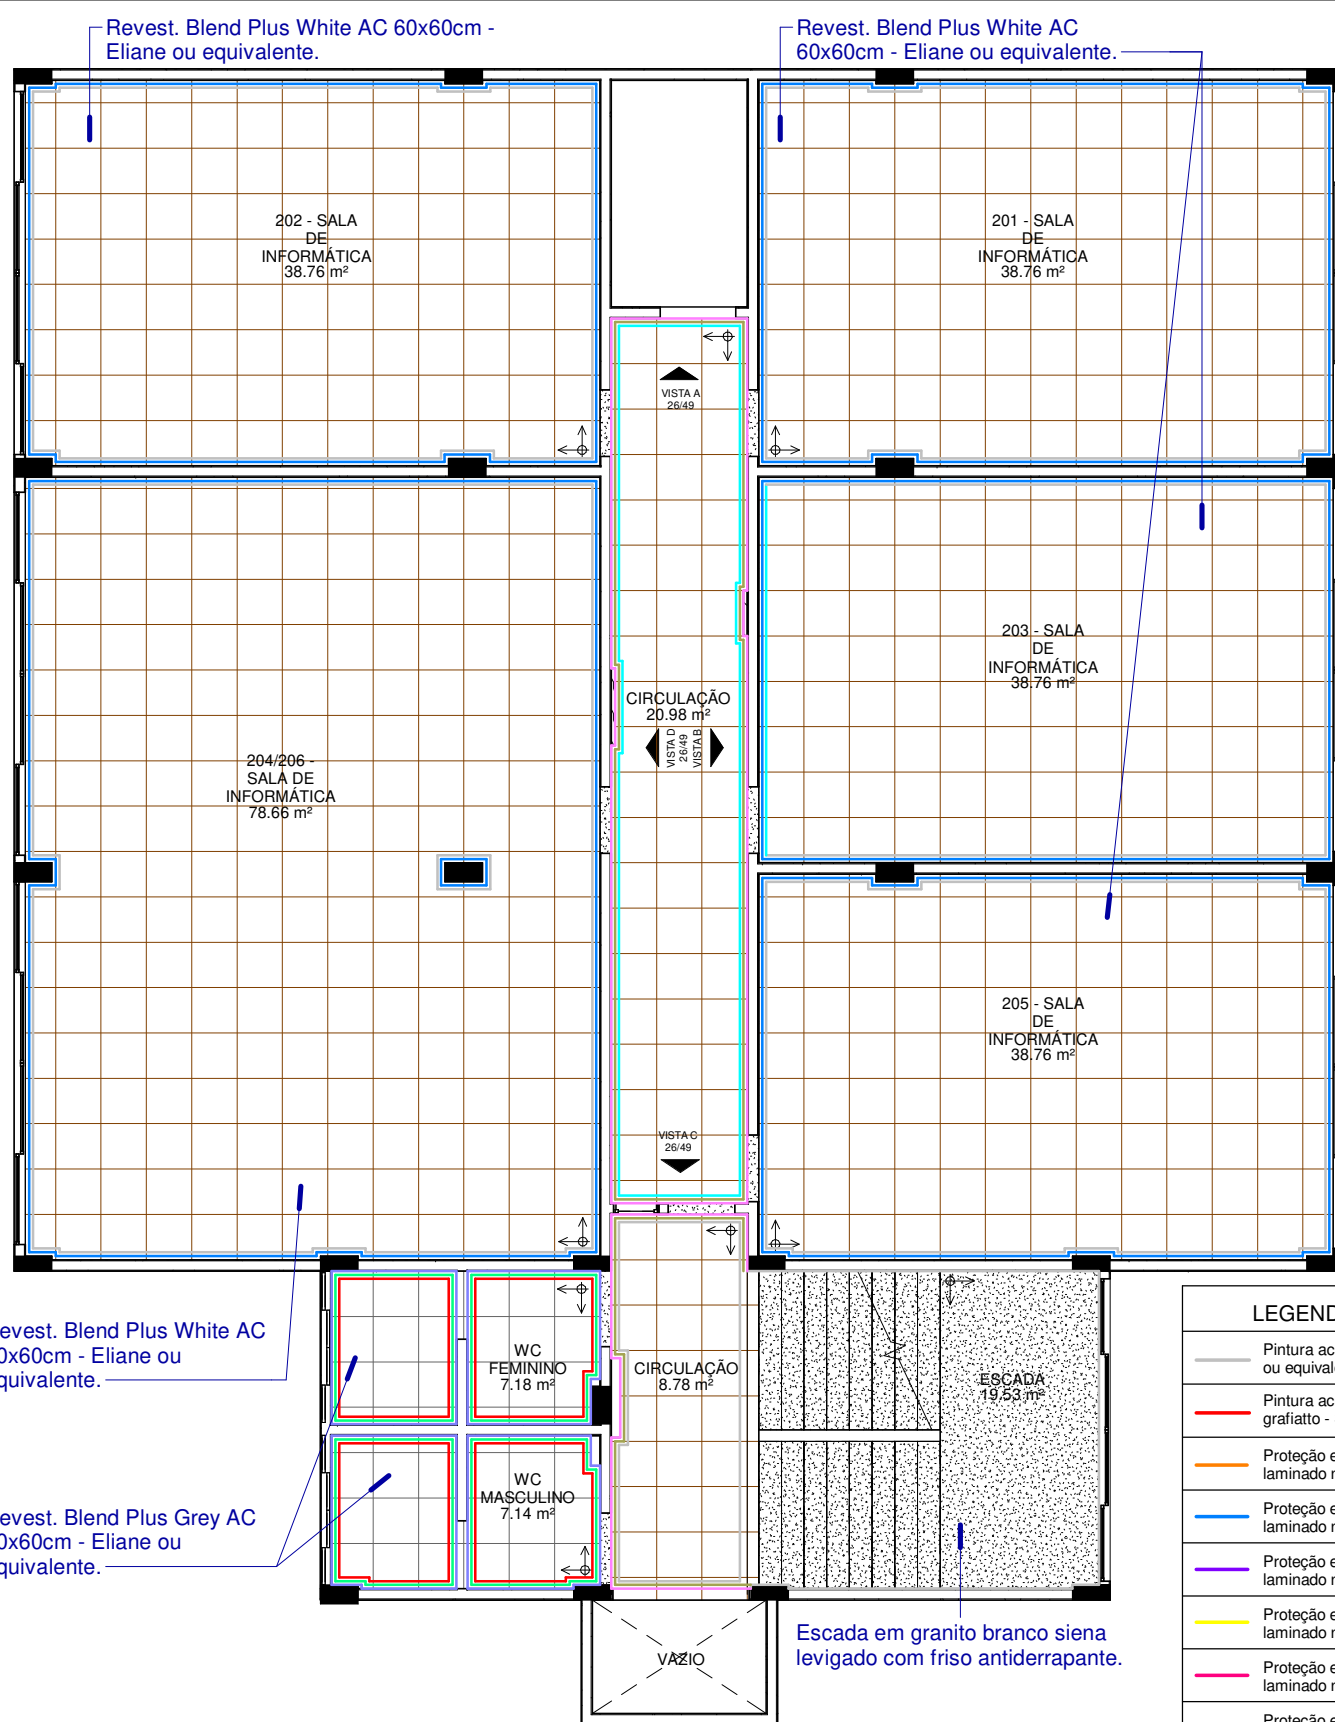 Revest. Blend Plus White AC 60x60cm -
Eliane ou equivalente.
Revest. Blend Plus White AC
60x60cm - Eliane ou equivalente.
202 - SALA
DE
INFORMÁTICA
38.76 m²
201 - SALA
DE
INFORMÁTICA
38.76 m²
VISTA A
26/49
203 - SALA
DE
INFORMÁTICA
38.76 m²
CIRCULAÇÃO
20.98 m²
VISTA D
26/49
VISTA B
204/206 -
SALA DE
INFORMÁTICA
78.66 m²
205 - SALA
DE
INFORMÁTICA
38.76 m²
VISTA C
26/49
evest. Blend Plus White AC
0x60cm - Eliane ou
quivalente.
WC
FEMININO
7.18 m²
CIRCULAÇÃO
8.78 m²
ESCADA
19.53 m²
WC
MASCULINO
7.14 m²
evest. Blend Plus Grey AC
0x60cm - Eliane ou
quivalente.
Escada em granito branco siena
levigado com friso antiderrapante.
VAZIO
LEGEND
Pintura ac
ou equival
Pintura ac
grafiatto -
Proteção e
laminado
Proteção e
laminado
Proteção e
laminado
Proteção e
laminado
Proteção e
laminado
Proteção e